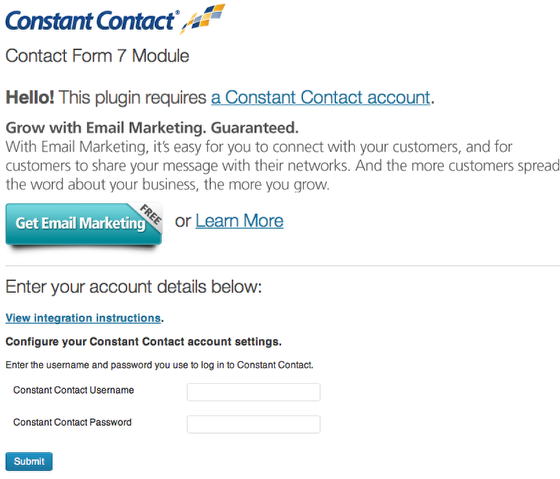 Constant Contact®
Contact Form 7 Module
Hello! This plugin requires a Constant Contact account.
Grow with Email Marketing. Guaranteed.
With Email Marketing, it's easy for you to connect with your customers, and for
customers to share your message with their networks. And the more customers spread
the word about your business, the more you grow.
Get Email Marketing FREE or Learn More
Enter your account details below:
View integration instructions.
Configure your Constant Contact account settings.
Enter the username and password you use to log in to Constant Contact.
Constant Contact Username
Constant Contact Password
Submit